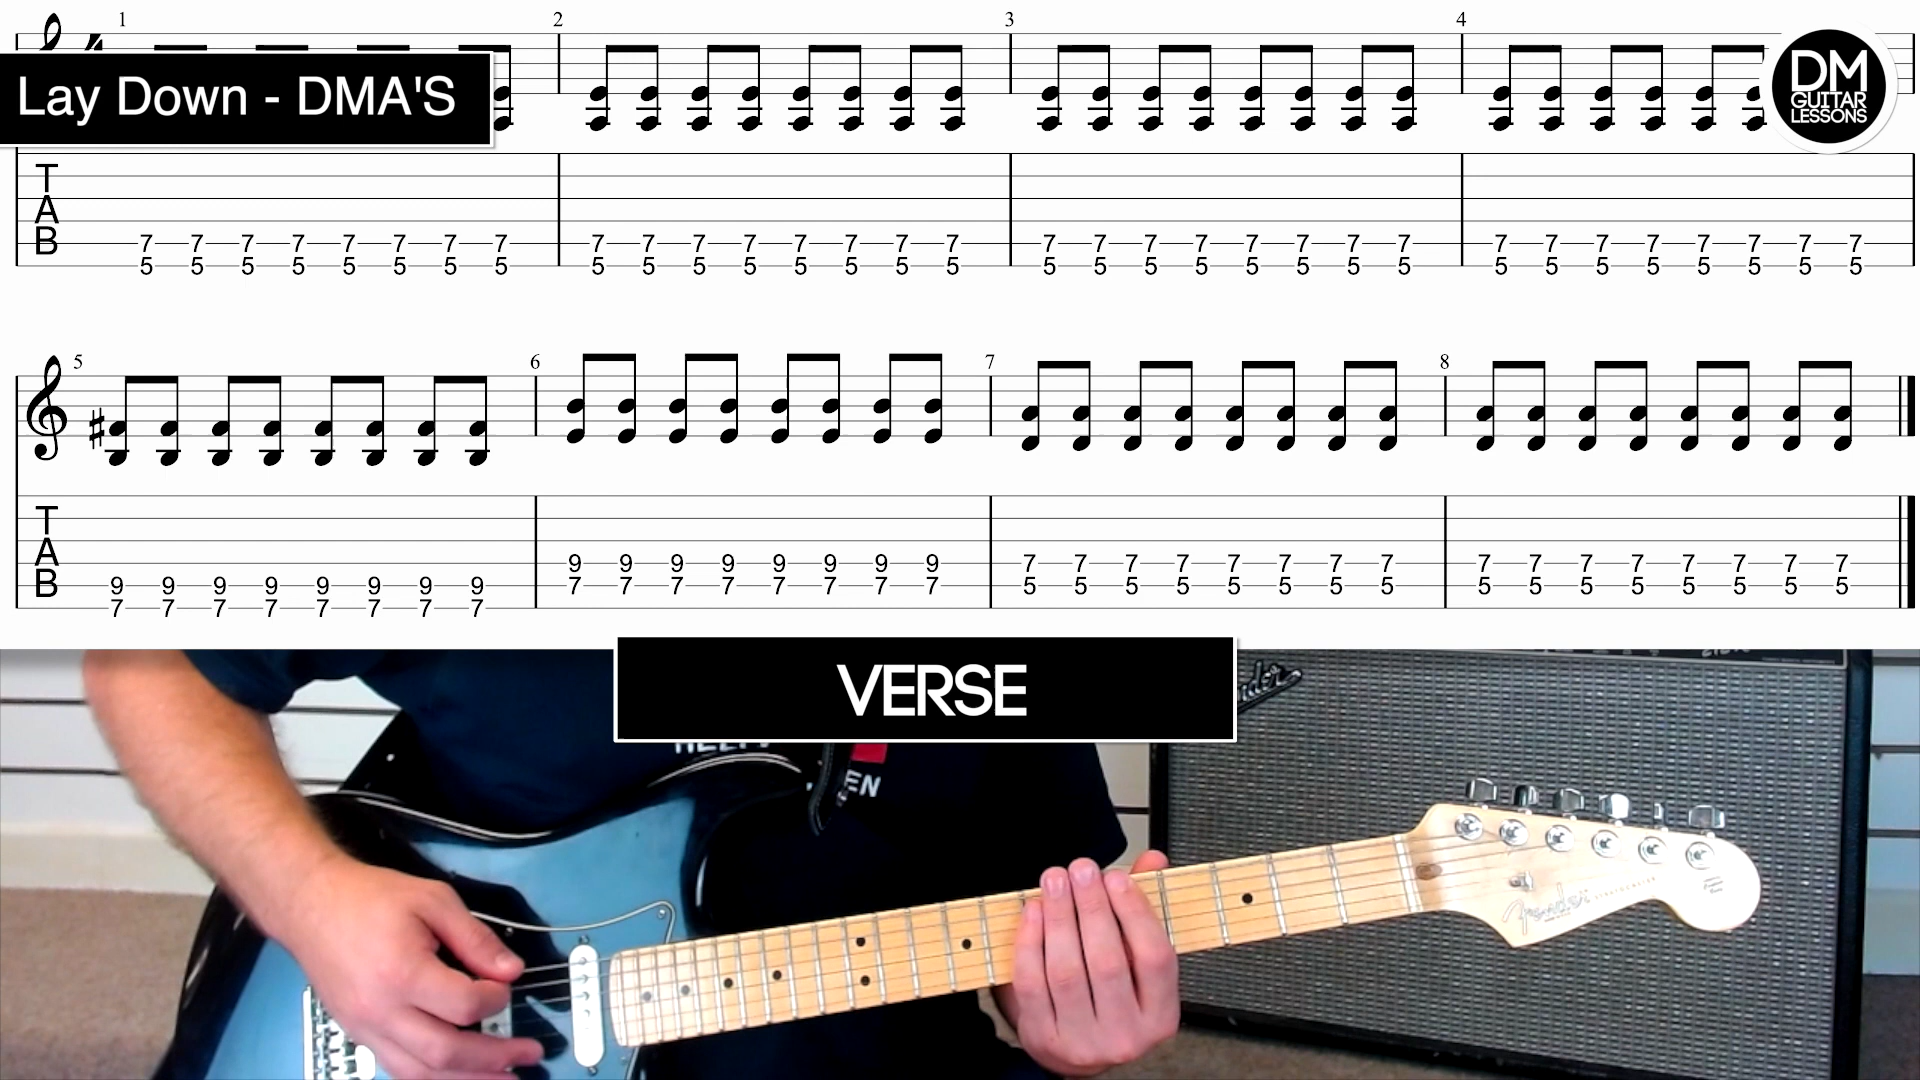 1 2 3 4
Lay Down - DMA'S
DM
GUITAR
LESSONS
T
A
B
7 7 7 7 7 7 7 7 7 7 7 7 7 7 7 7 7 7 7 7 7 7 7 7 7 7 7 7 7 7 7 7
5 5 5 5 5 5 5 5 5 5 5 5 5 5 5 5 5 5 5 5 5 5 5 5 5 5 5 5 5 5 5 5
5 6 7 8
T
A
B
9 9 9 9 9 9 9 9 7 7 7 7 7 7 7 7 7 7 7 7 7 7 7 7
9 9 9 9 9 9 9 9 7 7 7 7 7 7 7 7 5 5 5 5 5 5 5 5 5 5 5 5 5 5 5 5
7 7 7 7 7 7 7 7
VERSE
Fender